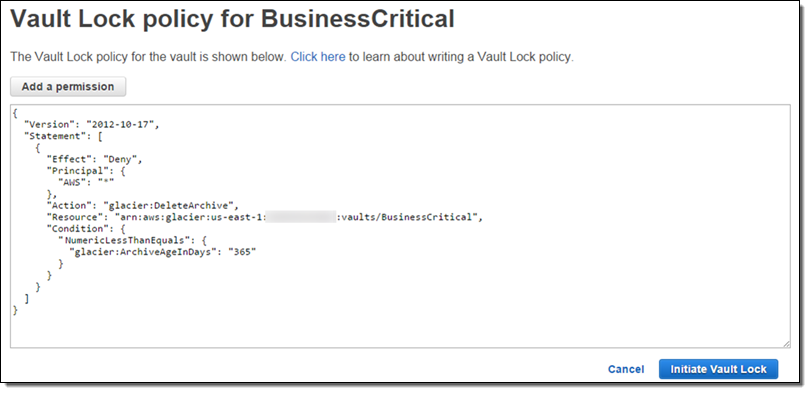 Vault Lock policy for BusinessCritical
The Vault Lock policy for the vault is shown below. Click here to learn about writing a Vault Lock policy.
Add a permission
{
  "Version": "2012-10-17",
  "Statement": [
    {
      "Effect": "Deny",
      "Principal": {
        "AWS": "*"
      },
      "Action": "glacier:DeleteArchive",
      "Resource": "arn:aws:glacier:us-east-1: :vaults/BusinessCritical",
      "Condition": {
        "NumericLessThanEquals": {
          "glacier:ArchiveAgeInDays": "365"
        }
      }
    }
  ]
}
Cancel Initiate Vault Lock